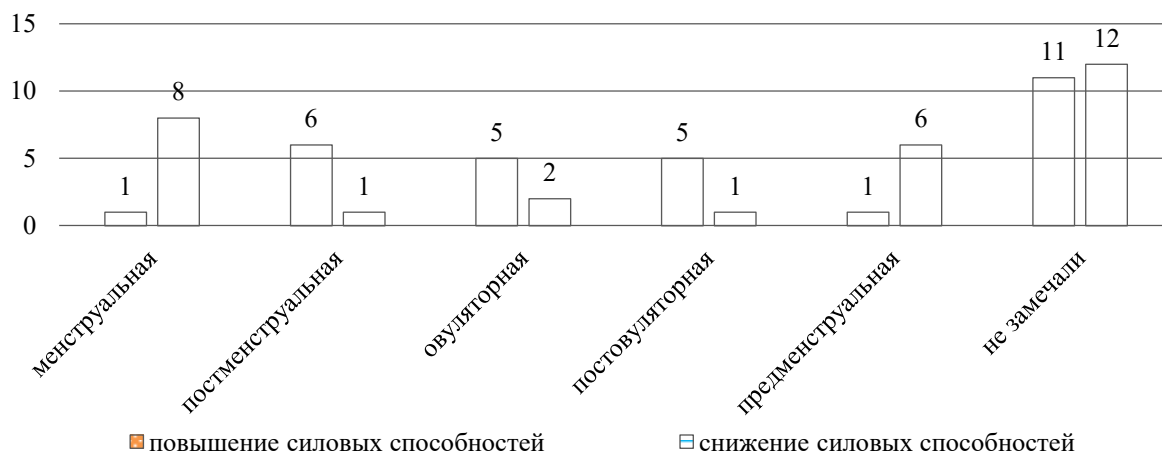 15
10
5
0
1
8
6
1
5
2
5
1
1
6
11
12
менструальная
постменструальная
овуляторная
постовуляторная
предменструальная
не замечали
повышение силовых способностей
снижение силовых способностей